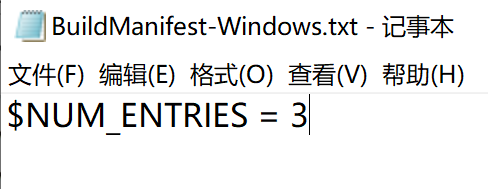 BuildManifest-Windows.txt - 记事本
文件(F) 编辑(E) 格式(O) 查看(V) 帮助(H)
$NUM_ENTRIES = 3